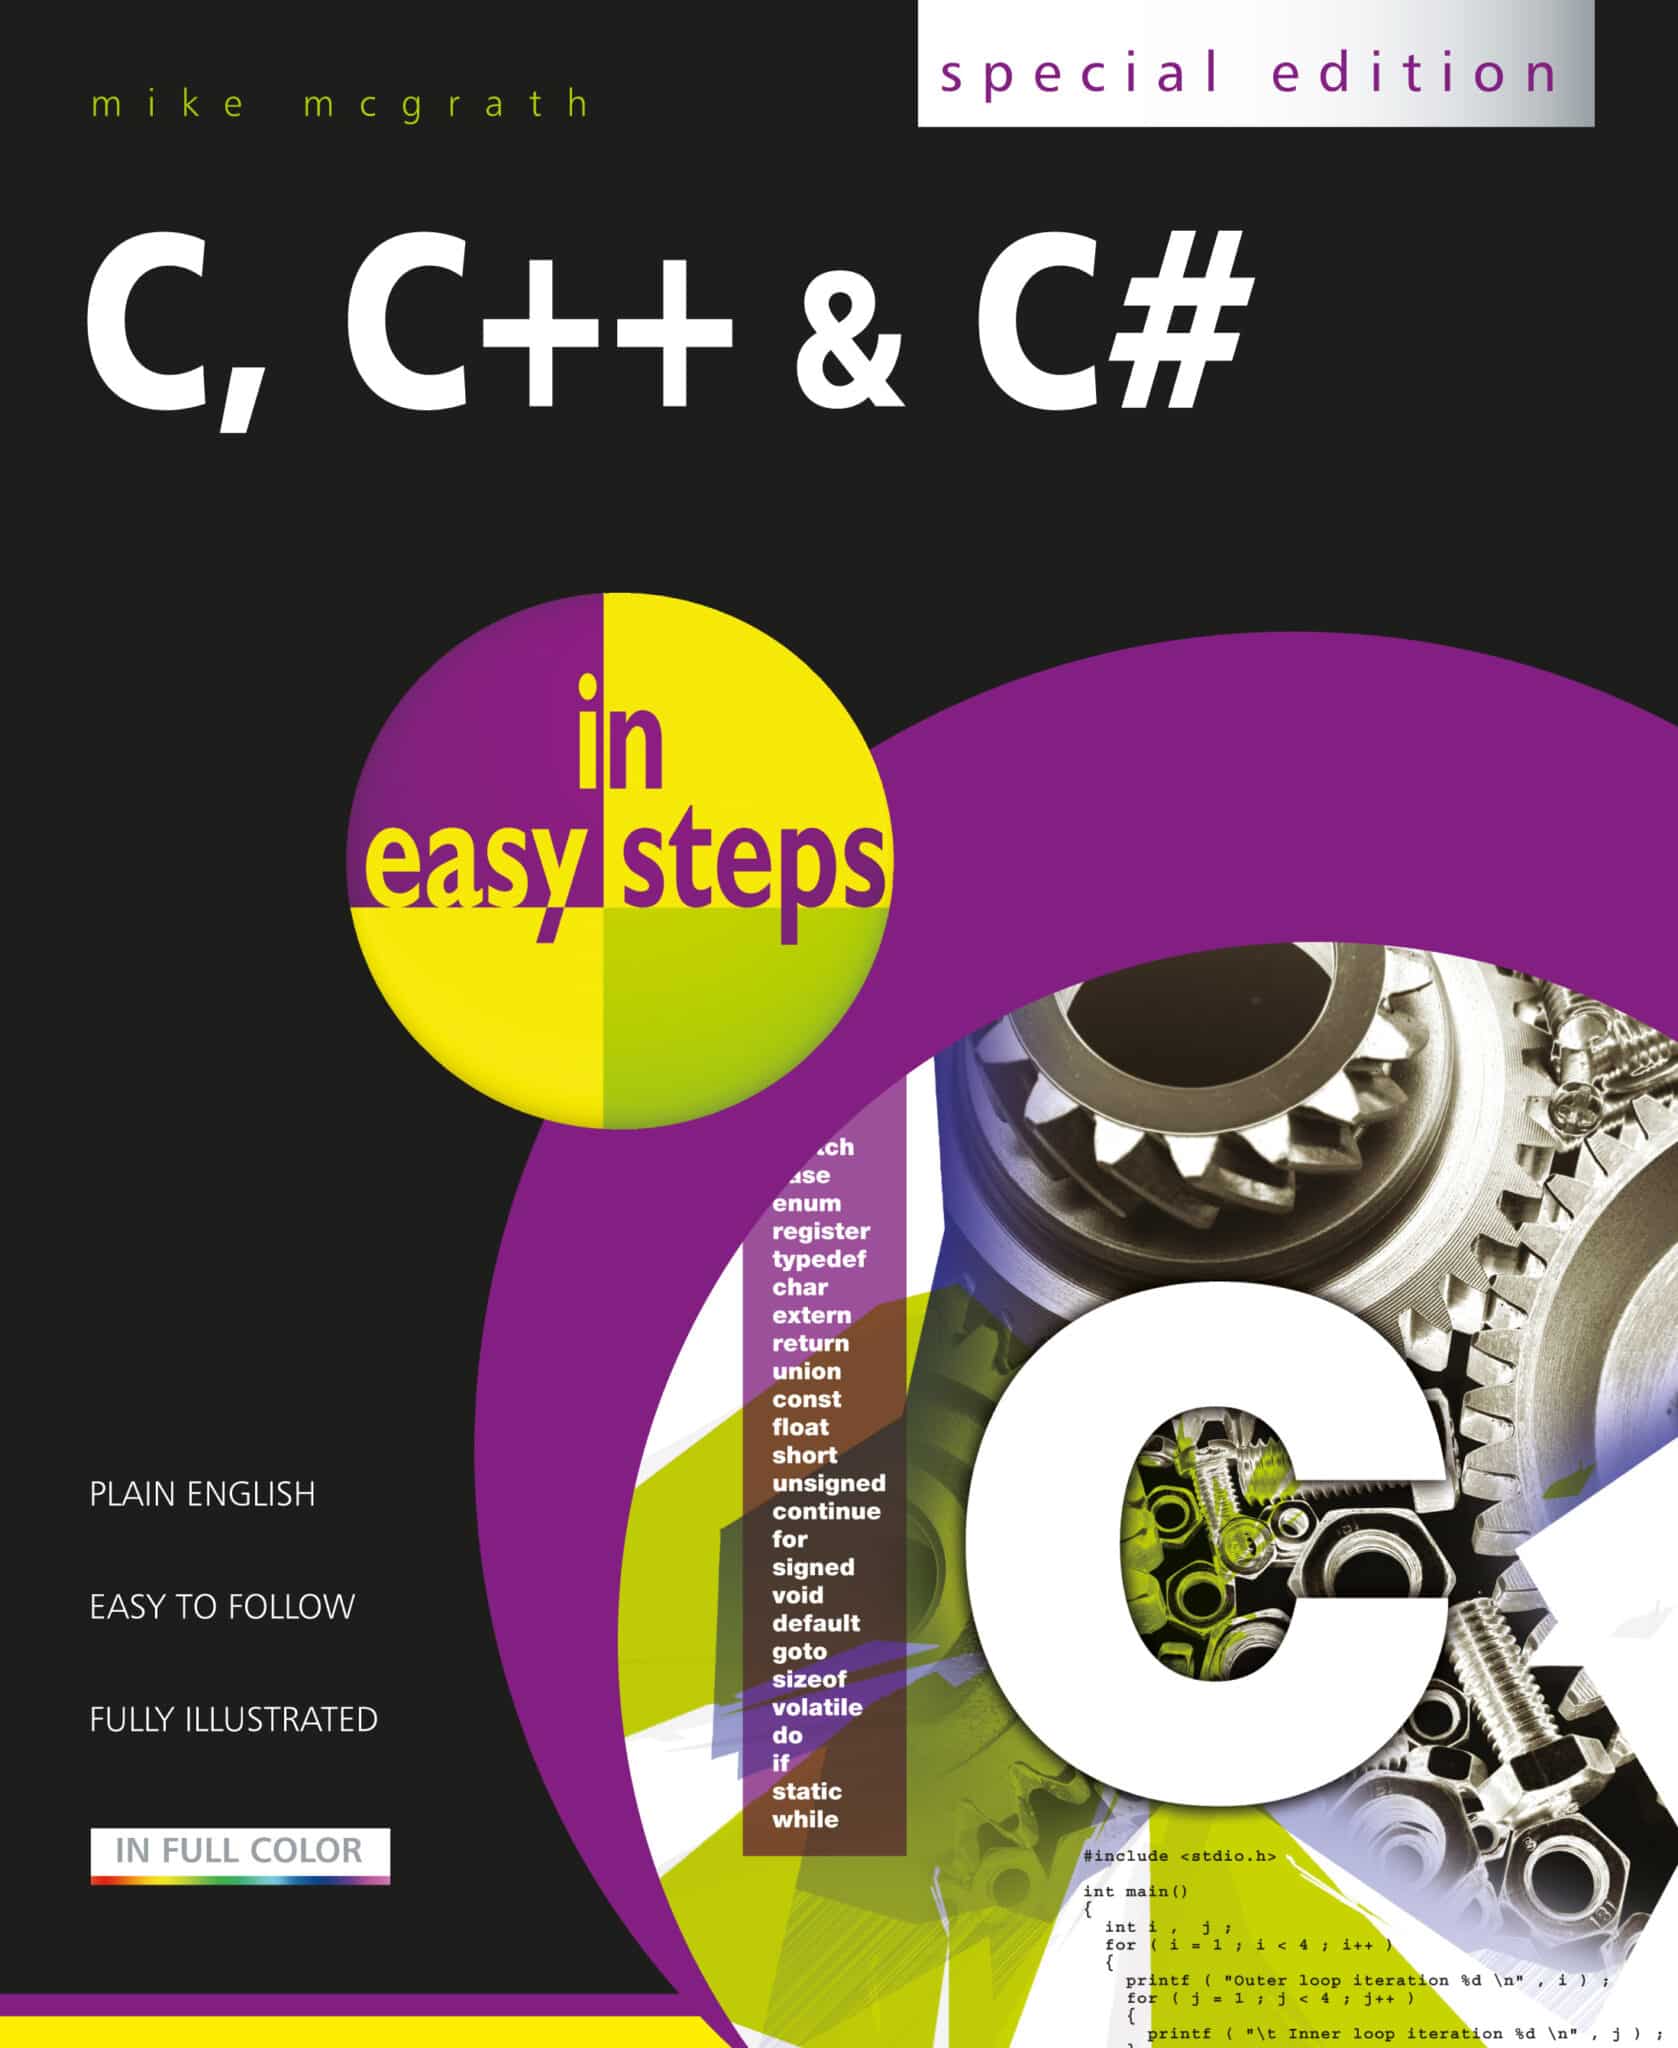 mike mcgrath
special edition
C, C++ & C#
in
easy steps
enum
register
typedef
char
extern
return
union
const
float
short
unsigned
continue
for
signed
void
default
goto
sizeof
volatile
do
if
static
while
C
PLAIN ENGLISH
EASY TO FOLLOW
FULLY ILLUSTRATED
IN FULL COLOR
#include <stdio.h>
int main()
{
int i , j ;
for ( i = 1 ; i < 4 ; i++ )
{
printf ( "Outer loop iteration %d \n" , i ) ;
for ( j = 1 ; j < 4 ; j++ )
{
printf ( "\t Inner loop iteration %d \n" , j ) ;